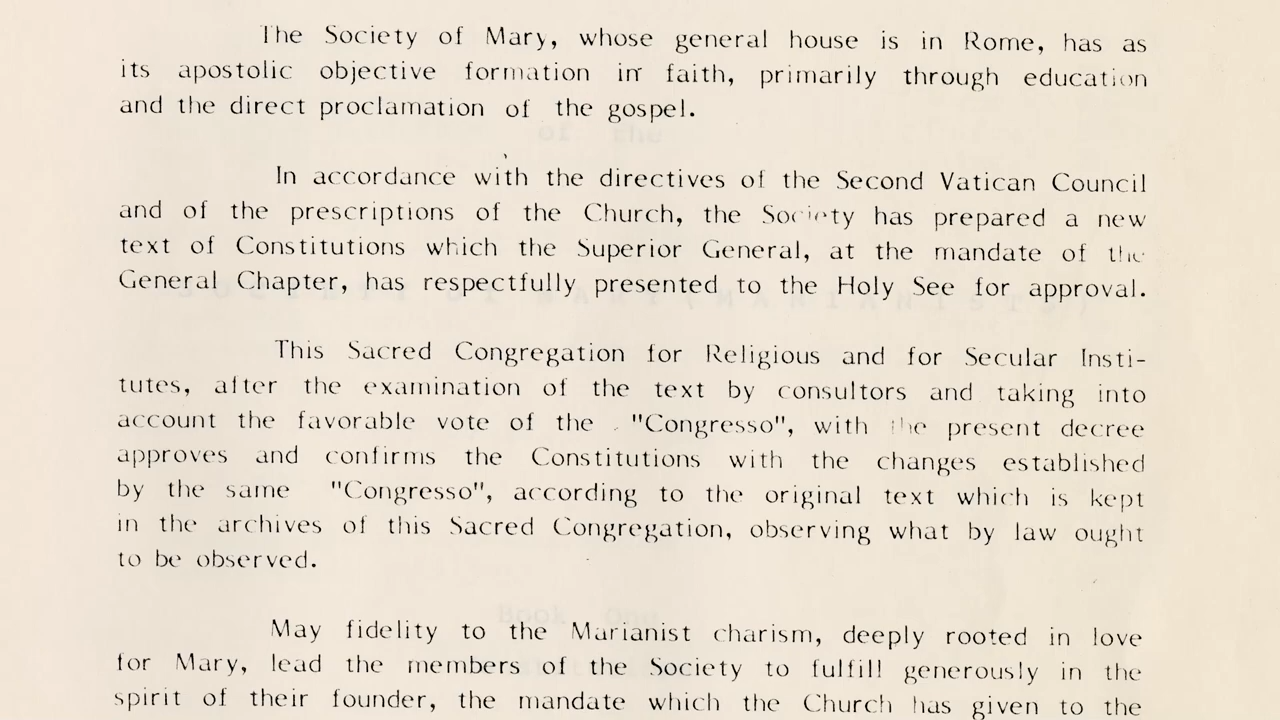 The Society of Mary, whose general house is in Rome, has as
its apostolic objective formation in faith, primarily through education
and the direct proclamation of the gospel.
of the
In accordance with the directives of the Second Vatican Council
and of the prescriptions of the Church, the Society has prepared a new
text of Constitutions which the Superior General, at the mandate of the
General Chapter, has respectfully presented to the Holy See for approval.
This Sacred Congregation for Religious and for Secular Insti-
tutes, after the examination of the text by consultors and taking into
account the favorable vote of the "Congresso", with the present decree
approves and confirms the Constitutions with the changes established
by the same "Congresso", according to the original text which is kept
in the archives of this Sacred Congregation, observing what by law ought
to be observed.
Book One
May fidelity to the Marianist charism, deeply rooted in love
for Mary, lead the members of the Society to fulfill generously in the
spirit of their founder, the mandate which the Church has given to the